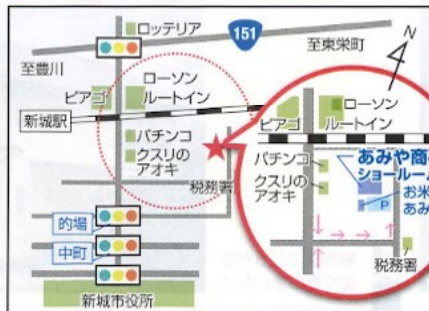 ロッテリア
151
至東栄町
N
至豊川
ピアゴ
ローソン
ルートイン
新城駅
パチンコ
クスリの
アオキ
税務署
的場
中町
新城市役所
ピアゴ
ローソン
ルートイン
パチンコ
クスリの
アオキ
あみや商
ショールーム
お米
あみ
P
税務署